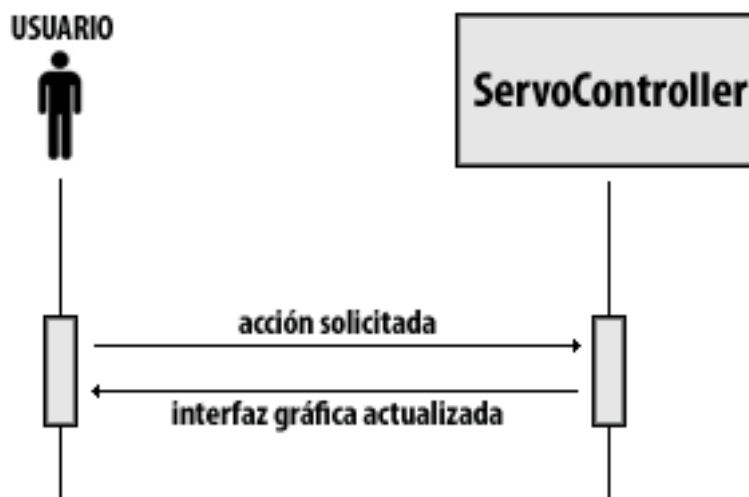 USUARIO
ServoController
acción solicitada
interfaz gráfica actualizada